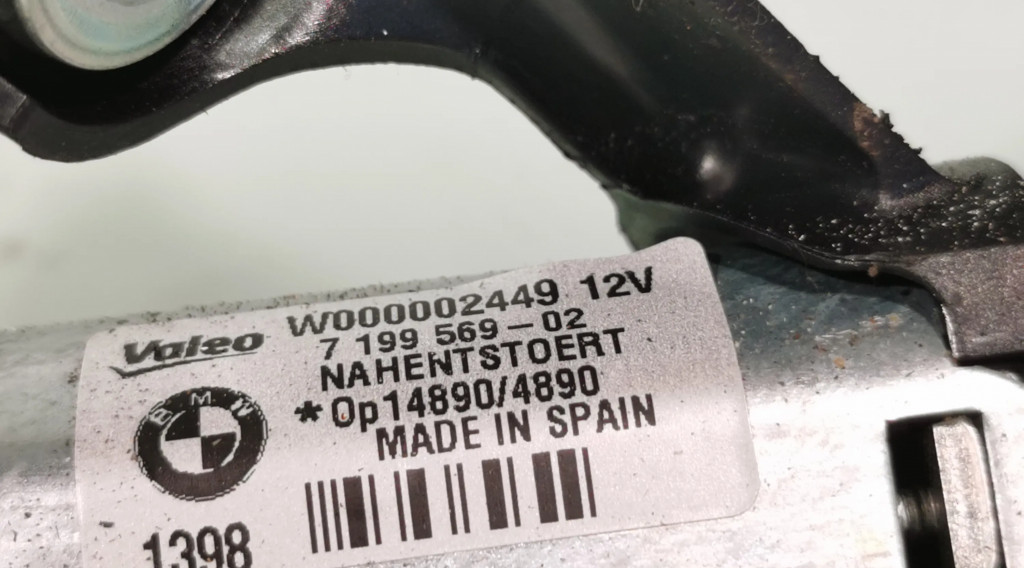 Valeo
W000002449 12V
7 199 569-02
NAHENTSTOERT
*0p14890/4890
MADE IN SPAIN
BMW
1398